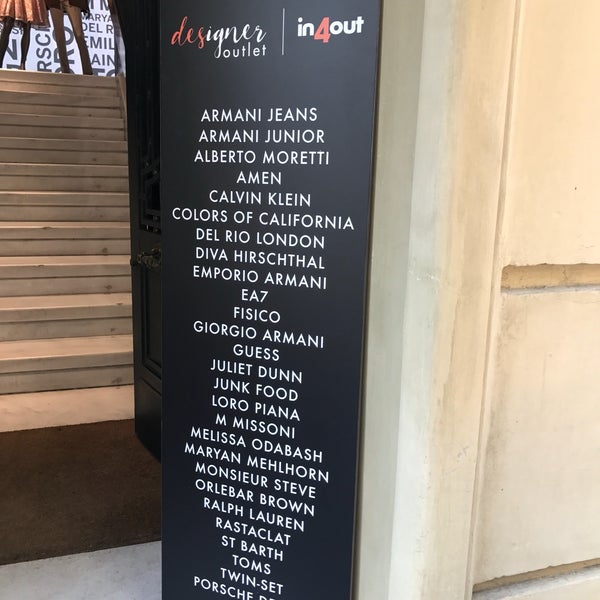 designer
outlet
in4out
ARMANI JEANS
ARMANI JUNIOR
ALBERTO MORETTI
AMEN
CALVIN KLEIN
COLORS OF CALIFORNIA
DEL RIO LONDON
DIVA HIRSCHTHAL
EMPORIO ARMANI
EA7
FISICO
GIORGIO ARMANI
GUESS
JULIET DUNN
JUNK FOOD
LORO PIANA
M MISSONI
MELISSA ODABASH
MARYAN MEHLHORN
MONSIEUR STEVE
ORLEBAR BROWN
RALPH LAUREN
RASTACLAT
ST BARTH
TOMS
TWIN-SET
PORSCHE